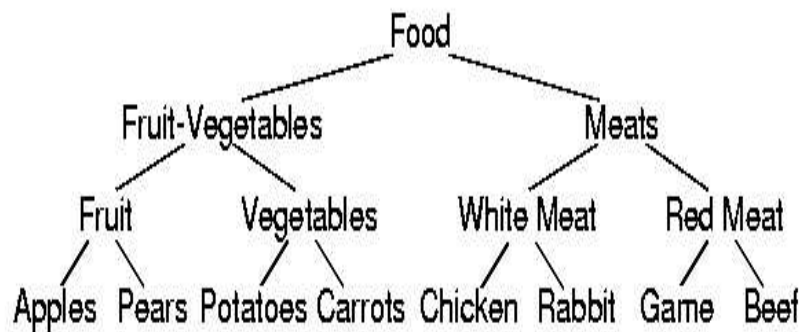 Food
Fruit-Vegetables Meats
Fruit Vegetables White Meat Red Meat
Apples Pears Potatoes Carrots Chicken Rabbit Game Beef